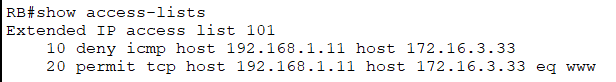 RB#show access-lists
Extended IP access list 101
    10 deny icmp host 192.168.1.11 host 172.16.3.33
    20 permit tcp host 192.168.1.11 host 172.16.3.33 eq www